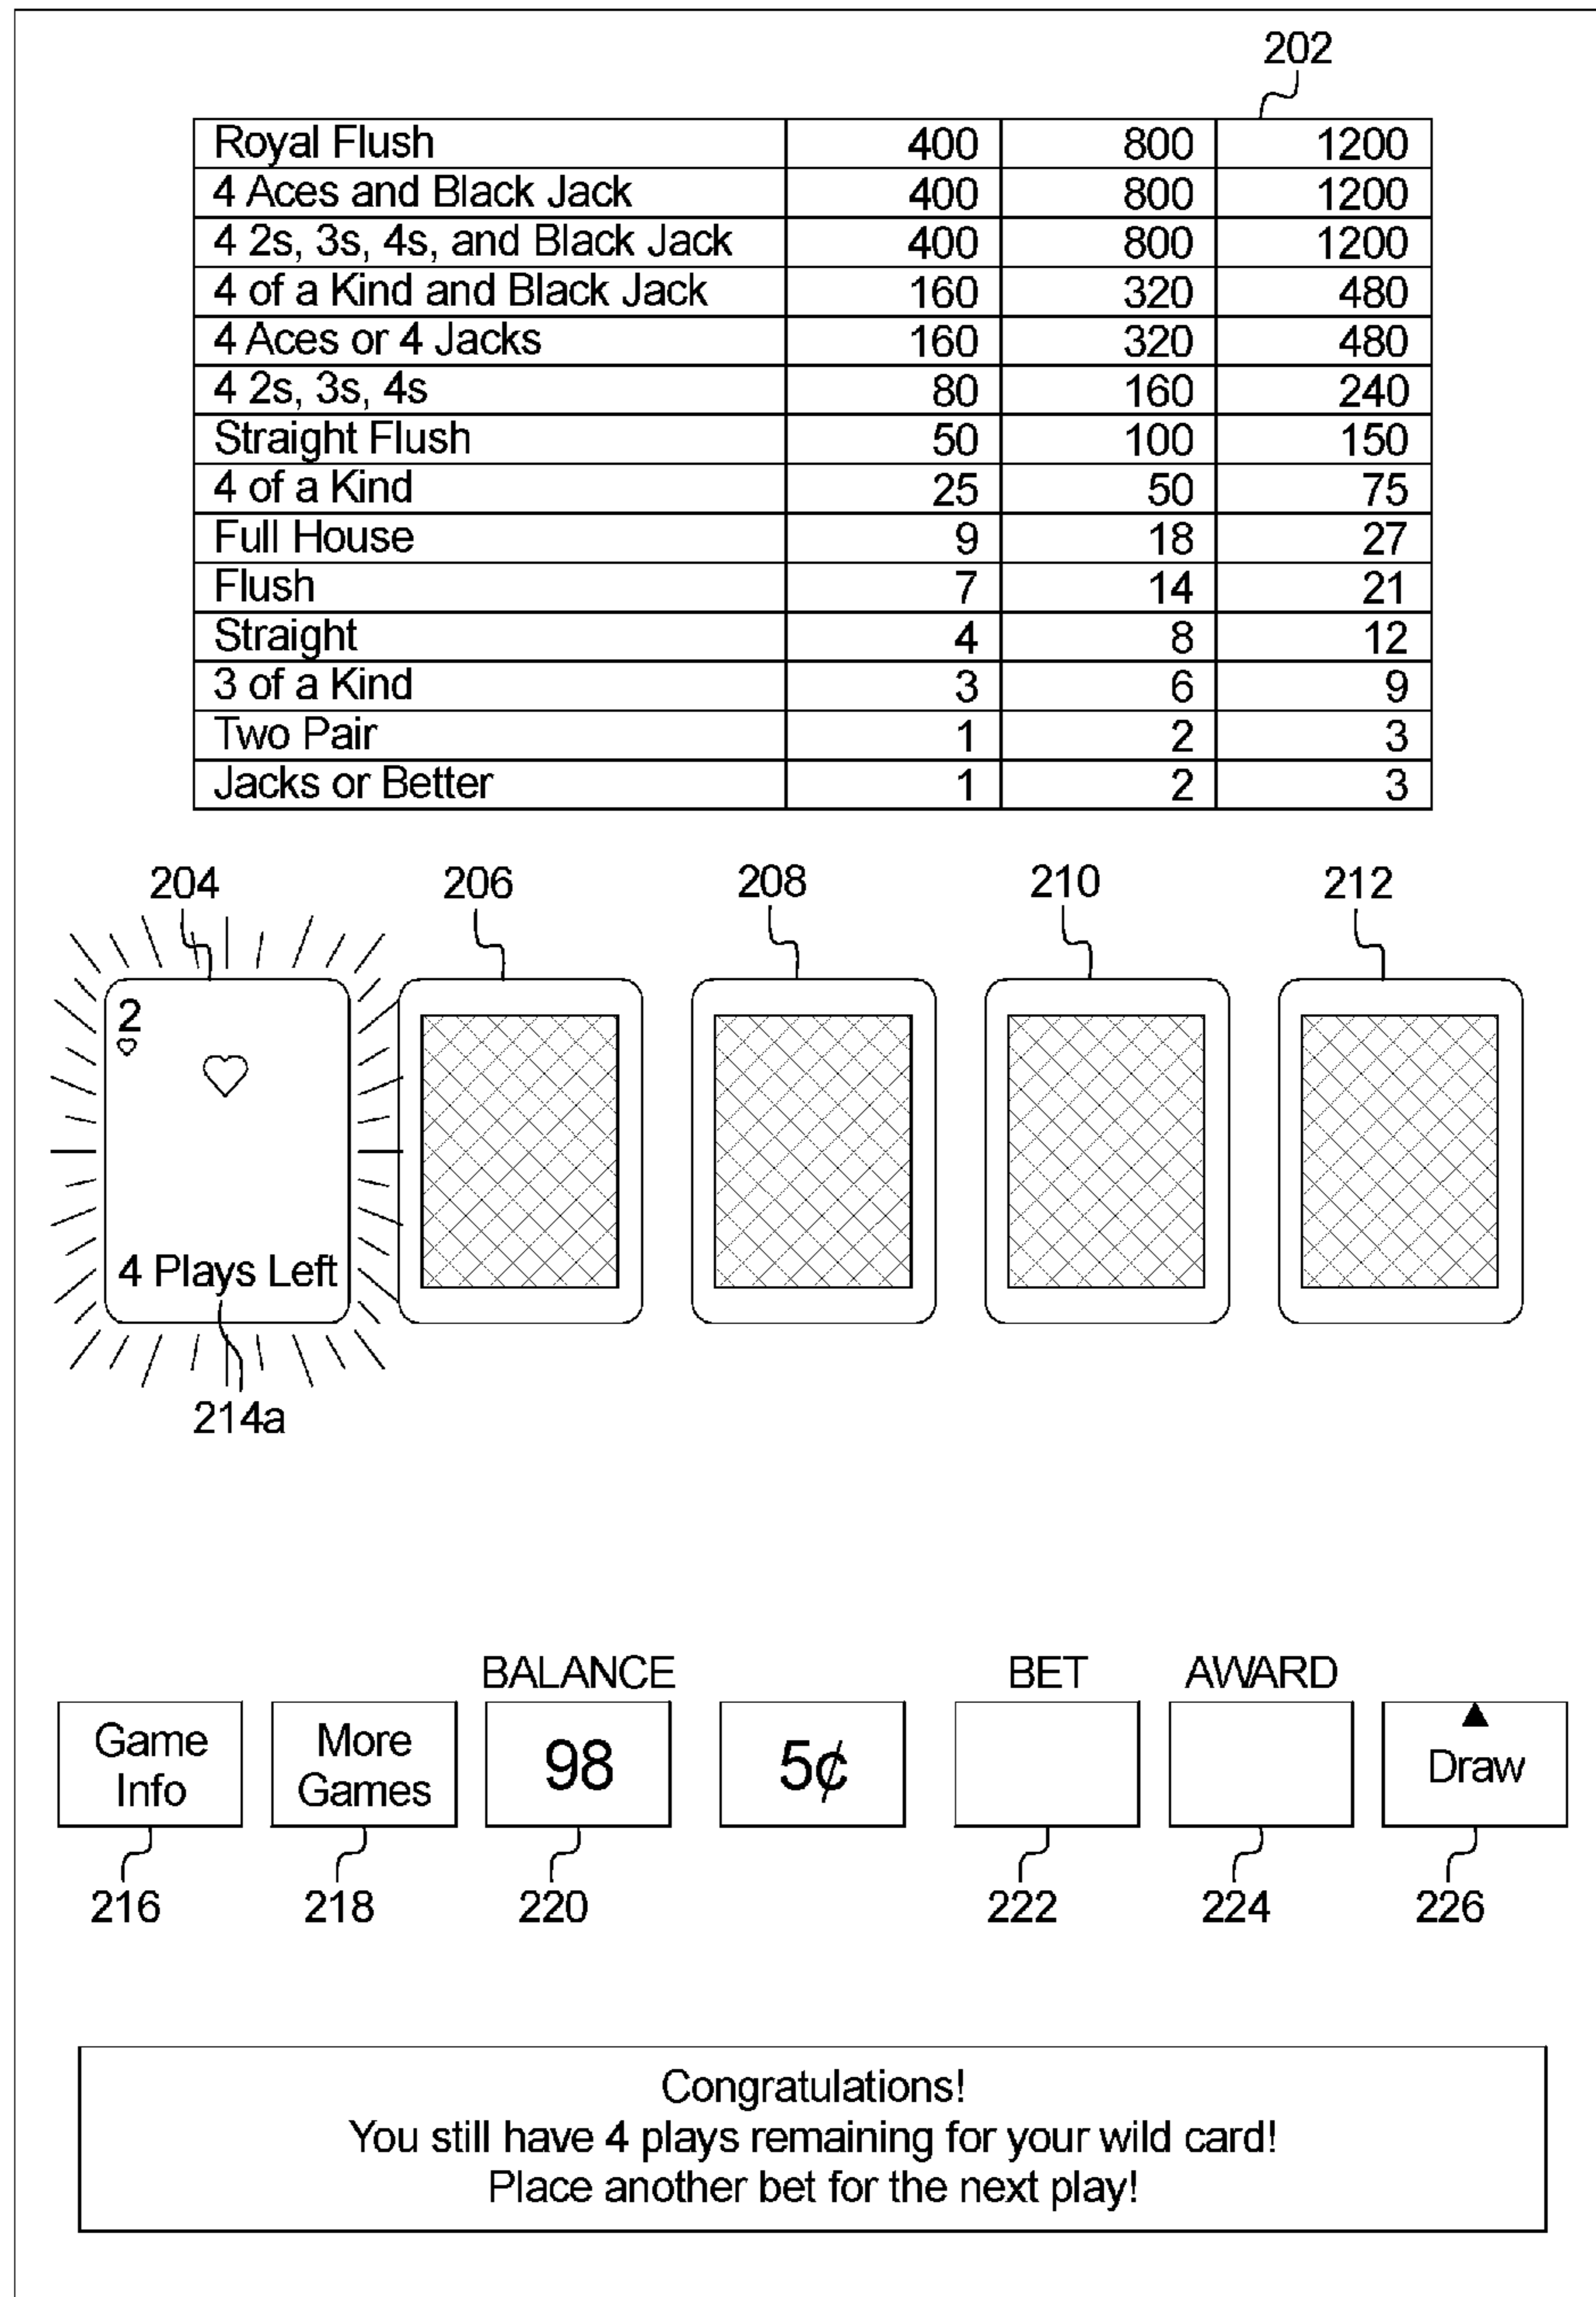 202
Royal Flush 400 800 1200
4 Aces and Black Jack 400 800 1200
4 2s, 3s, 4s, and Black Jack 400 800 1200
4 of a Kind and Black Jack 160 320 480
4 Aces or 4 Jacks 160 320 480
4 2s, 3s, 4s 80 160 240
Straight Flush 50 100 150
4 of a Kind 25 50 75
Full House 9 18 27
Flush 7 14 21
Straight 4 8 12
3 of a Kind 3 6 9
Two Pair 1 2 3
Jacks or Better 1 2 3
204 206 208 210 212
2
4 Plays Left
214a
BALANCE BET AWARD
Game Info
More Games
98
5¢
Draw
216 218 220 222 224 226
Congratulations!
You still have 4 plays remaining for your wild card!
Place another bet for the next play!